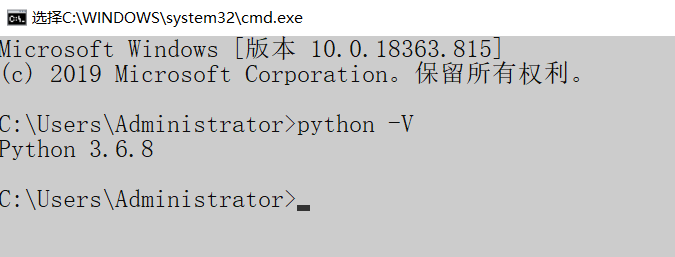 选择C:\WINDOWS\system32\cmd.exe
Microsoft Windows [版本 10.0.18363.815]
(c) 2019 Microsoft Corporation。保留所有权利。
C:\Users\Administrator>python -V
Python 3.6.8
C:\Users\Administrator>